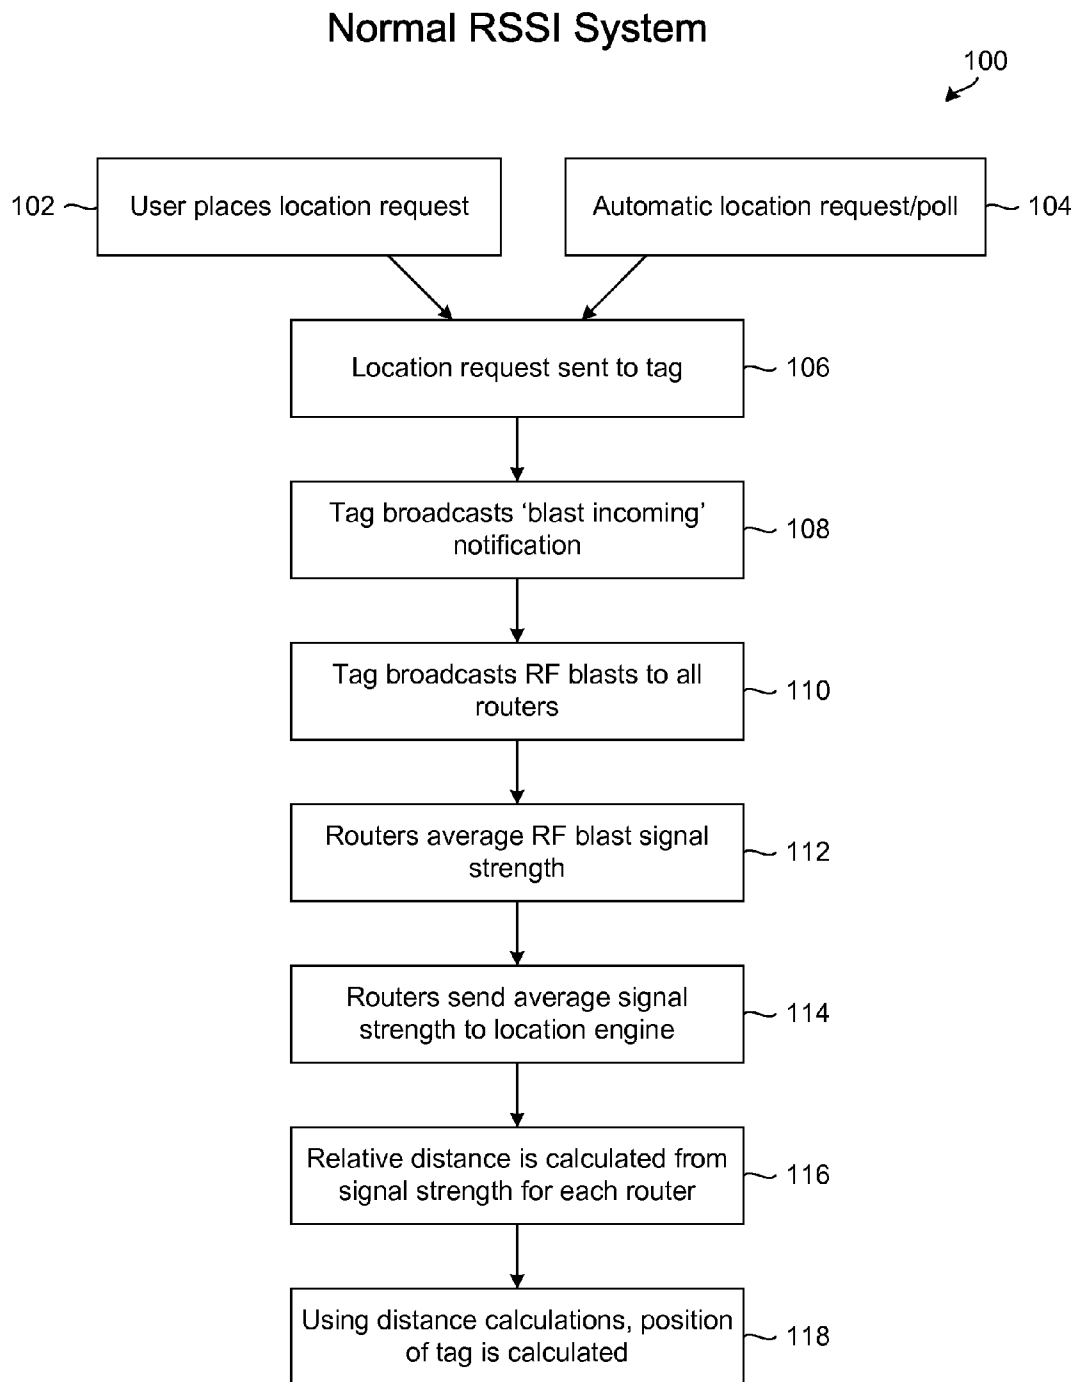 Normal RSSI System
100
102
User places location request
Automatic location request/poll
104
Location request sent to tag
106
Tag broadcasts ‘blast incoming’
notification
108
Tag broadcasts RF blasts to all
routers
110
Routers average RF blast signal
strength
112
Routers send average signal
strength to location engine
114
Relative distance is calculated from
signal strength for each router
116
Using distance calculations, position
of tag is calculated
118